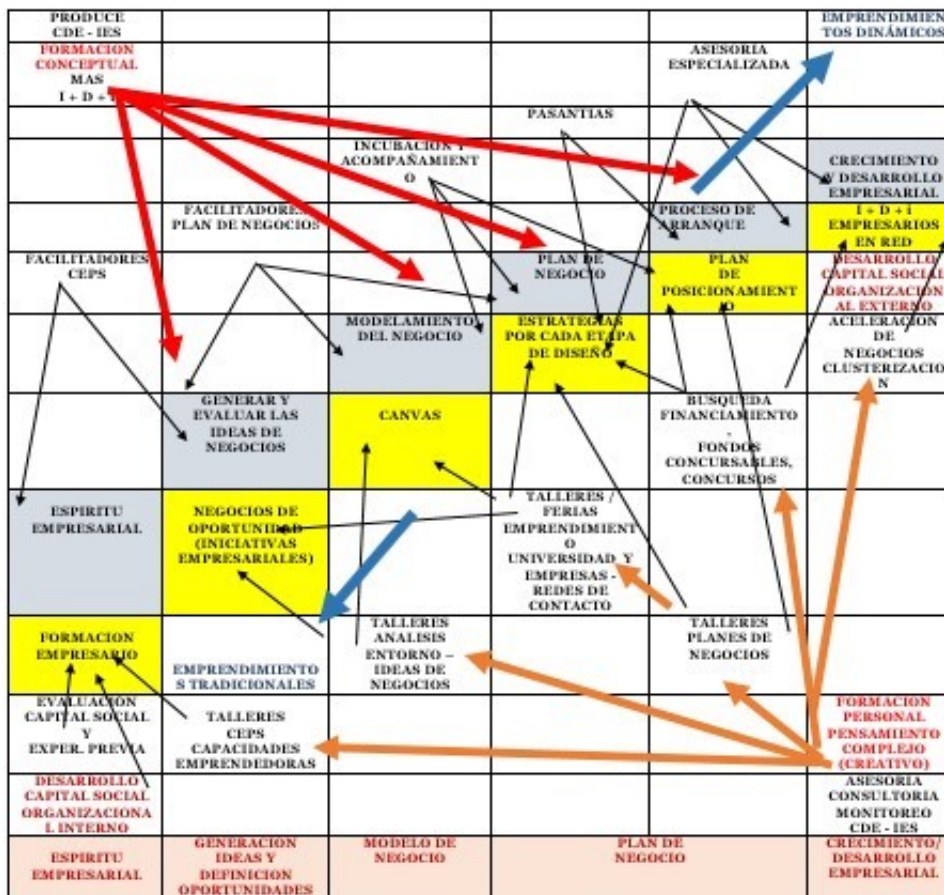 PRODUCE
CDE - IES
EMPRENDIMIEN
TOS DINÁMICOS
FORMACION
CONCEPTUAL
MAS
I + D + i
ASESORIA
ESPECIALIZADA
PASANTIAS
INCUBACION Y
ACOMPAÑAMIENT
O
CRECIMIENTO
Y DESARROLLO
EMPRESARIAL
FACILITADORES
PLAN DE NEGOCIOS
PROCESO DE
ARRANQUE
I + D + i
EMPRESARIOS
EN RED
FACILITADORES
CEPS
PLAN DE
NEGOCIO
PLAN
DE
POSICIONAMIENT
O
DESARROLLO
CAPITAL SOCIAL
ORGANIZACION
AL EXTERNO
MODELAMIENTO
DEL NEGOCIO
ESTRATEGIAS
POR CADA ETAPA
DE DISEÑO
ACELERACION
DE
NEGOCIOS
CLUSTERIZACIO
N
GENERAR Y
EVALUAR LAS
IDEAS DE
NEGOCIOS
CANVAS
BUSQUEDA
FINANCIAMIENTO
-
FONDOS
CONCURSABLES,
CONCURSOS
ESPIRITU
EMPRESARIAL
NEGOCIOS DE
OPORTUNIDAD
(INICIATIVAS
EMPRESARIALES)
TALLERES /
FERIAS
EMPRENDIMIENT
O
UNIVERSIDAD Y
EMPRESAS -
REDES DE
CONTACTO
FORMACION
EMPRESARIO
EMPRENDIMIENTO
S TRADICIONALES
TALLERES
ANALISIS
ENTORNO –
IDEAS DE
NEGOCIOS
TALLERES
PLANES DE
NEGOCIOS
EVALUACIÓN
CAPITAL SOCIAL
Y
EXPER. PREVIA
TALLERES
CEPS
CAPACIDADES
EMPRENDEDORAS
FORMACION
PERSONAL
PENSAMIENTO
COMPLEJO
(CREATIVO)
DESARROLLO
CAPITAL SOCIAL
ORGANIZACIONA
L INTERNO
ASESORIA
CONSULTORIA
MONITOREO
CDE - IES
ESPIRITU
EMPRESARIAL
GENERACION
IDEAS Y
DEFINICION
OPORTUNIDADES
MODELO DE
NEGOCIO
PLAN DE
NEGOCIO
CRECIMIENTO/
DESARROLLO
EMPRESARIAL